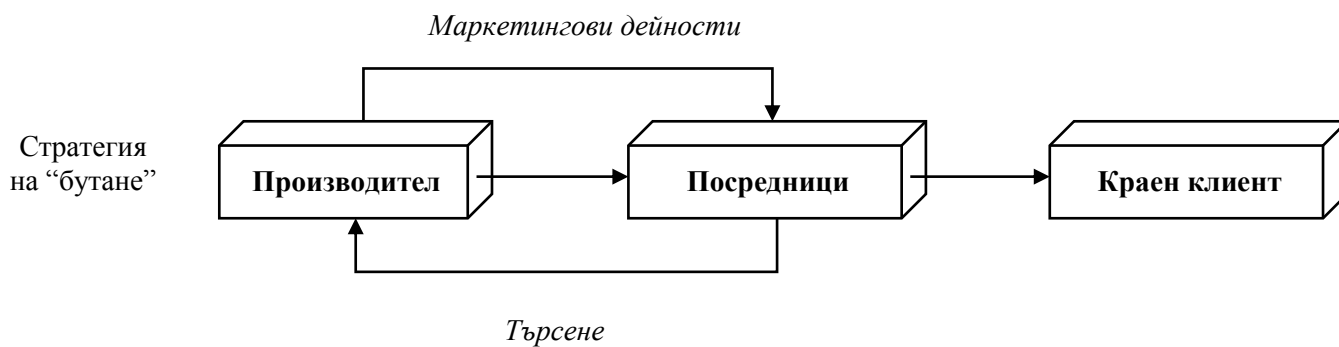 Маркетингови дейности
Стратегия
на “бутане”
Производител
Посредници
Краен клиент
Търсене